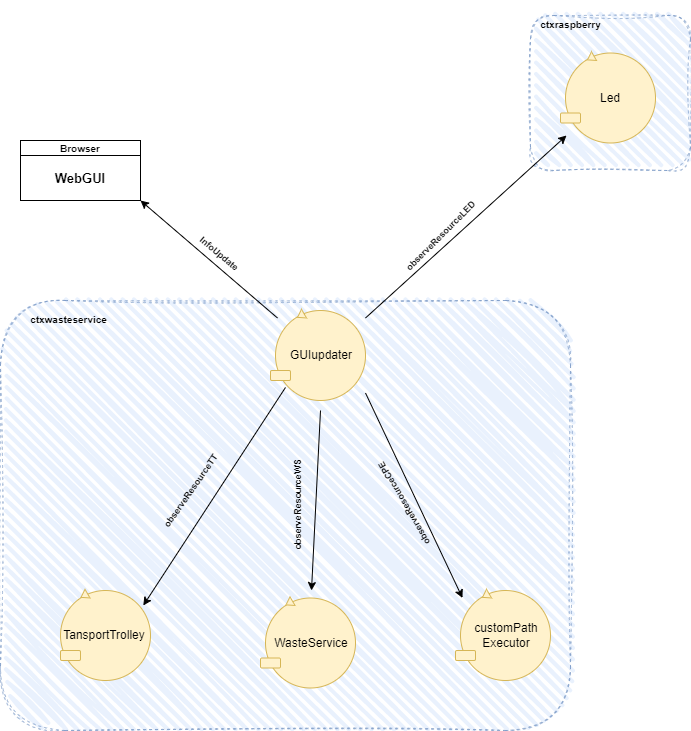 ctxraspberry
Led
Browser
WebGUI
observeResourceLED
InfoUpdate
ctxwasteservice
GUIupdater
observeResourceTT
observeResourceWS
observeResourceCPE
TansportTrolley
WasteService
customPath
Executor